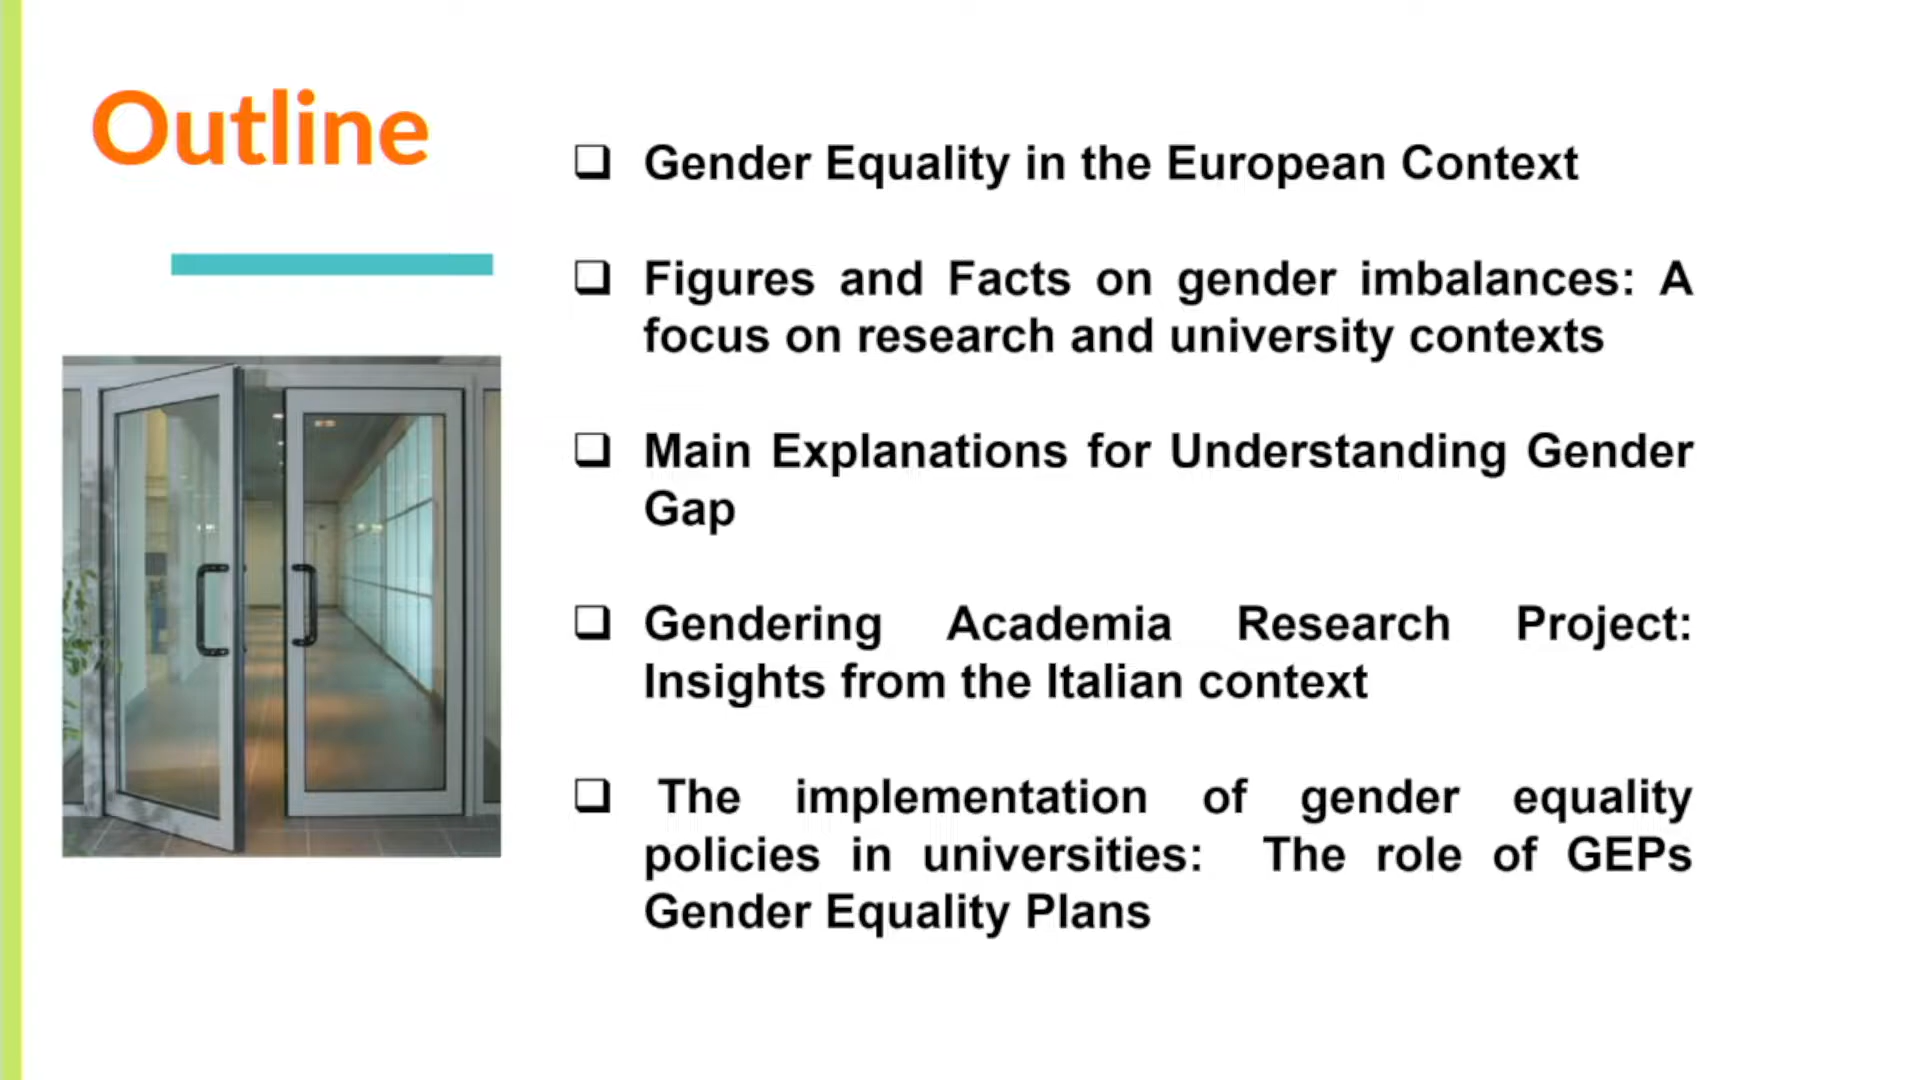 Outline
❑ Gender Equality in the European Context
❑ Figures and Facts on gender imbalances: A
focus on research and university contexts
❑ Main Explanations for Understanding Gender
Gap
❑ Gendering Academia Research Project:
Insights from the Italian context
❑ The implementation of gender equality
policies in universities: The role of GEPs
Gender Equality Plans